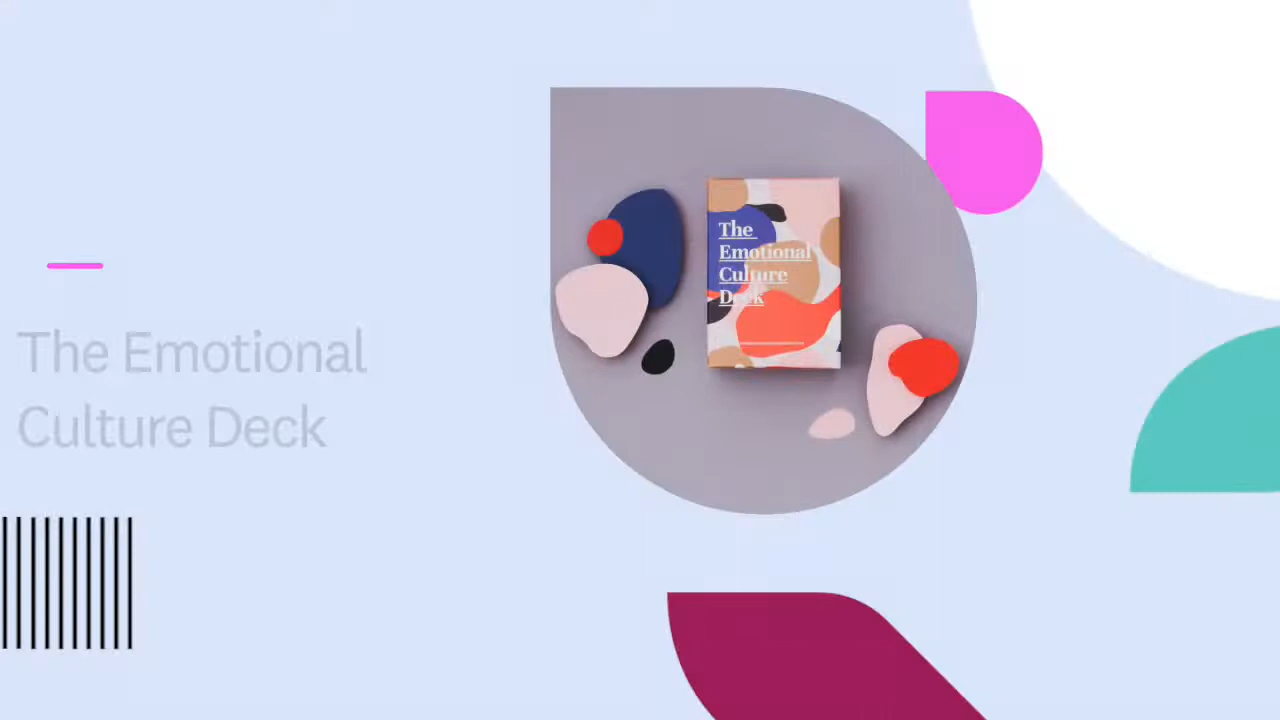 The Emotional
Culture Deck
The
Emotional
Culture
Deck